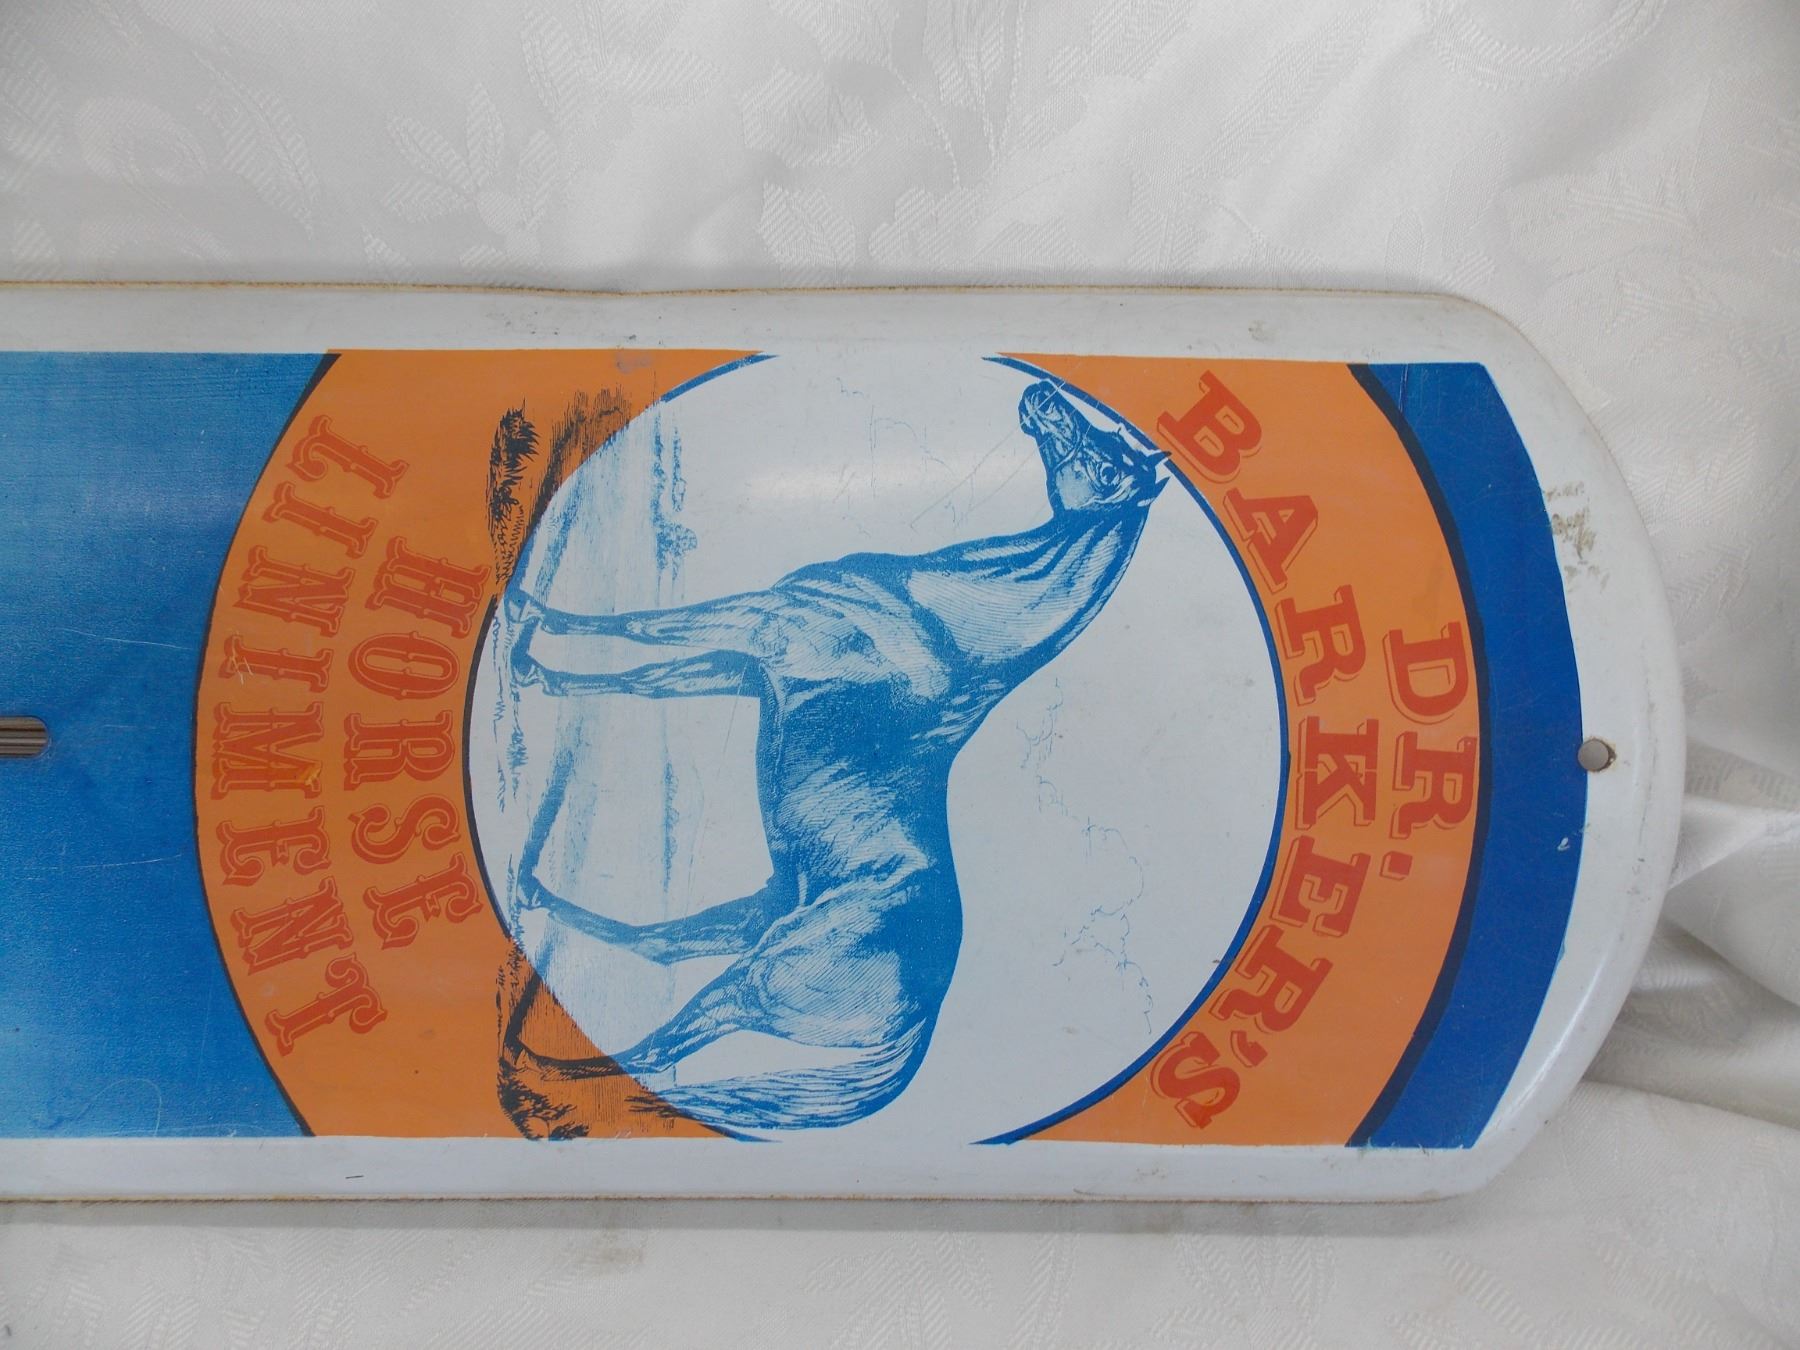 DR.
BARKER'S
HORSE
LINIMENT